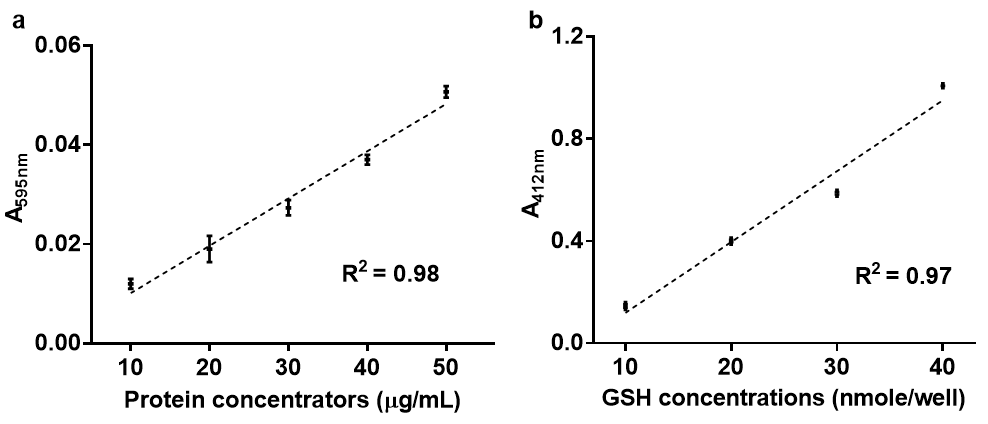 a
0.06
0.04
0.02
0.00
A595nm
R² = 0.98
10 20 30 40 50
Protein concentrators (μg/mL)
b
1.2
0.8
0.4
0.0
A412nm
R² = 0.97
10 20 30 40
GSH concentrations (nmole/well)